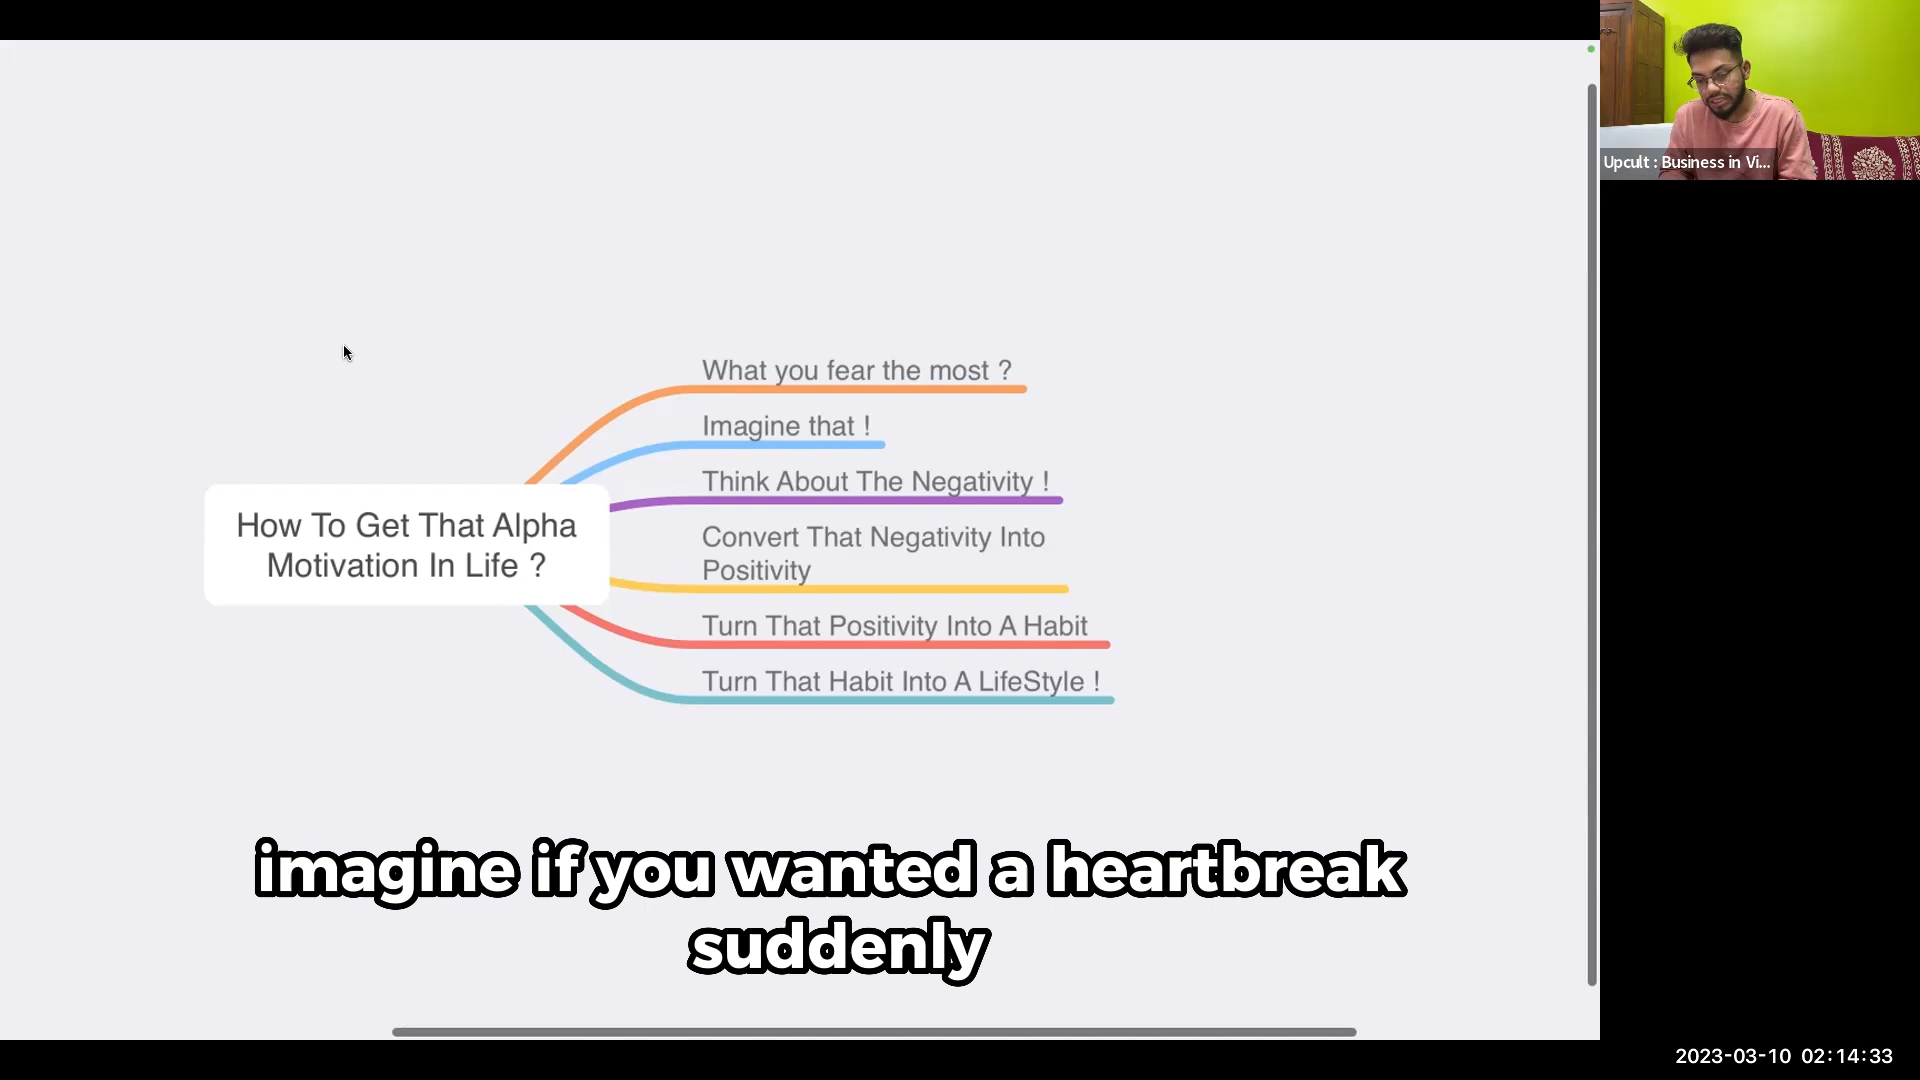 Upcult : Business in Vi...
What you fear the most ?
Imagine that !
Think About The Negativity !
How To Get That Alpha
Motivation In Life ?
Convert That Negativity Into
Positivity
Turn That Positivity Into A Habit
Turn That Habit Into A LifeStyle !
imagine if you wanted a heartbreak
suddenly
2023-03-10 02:14:33